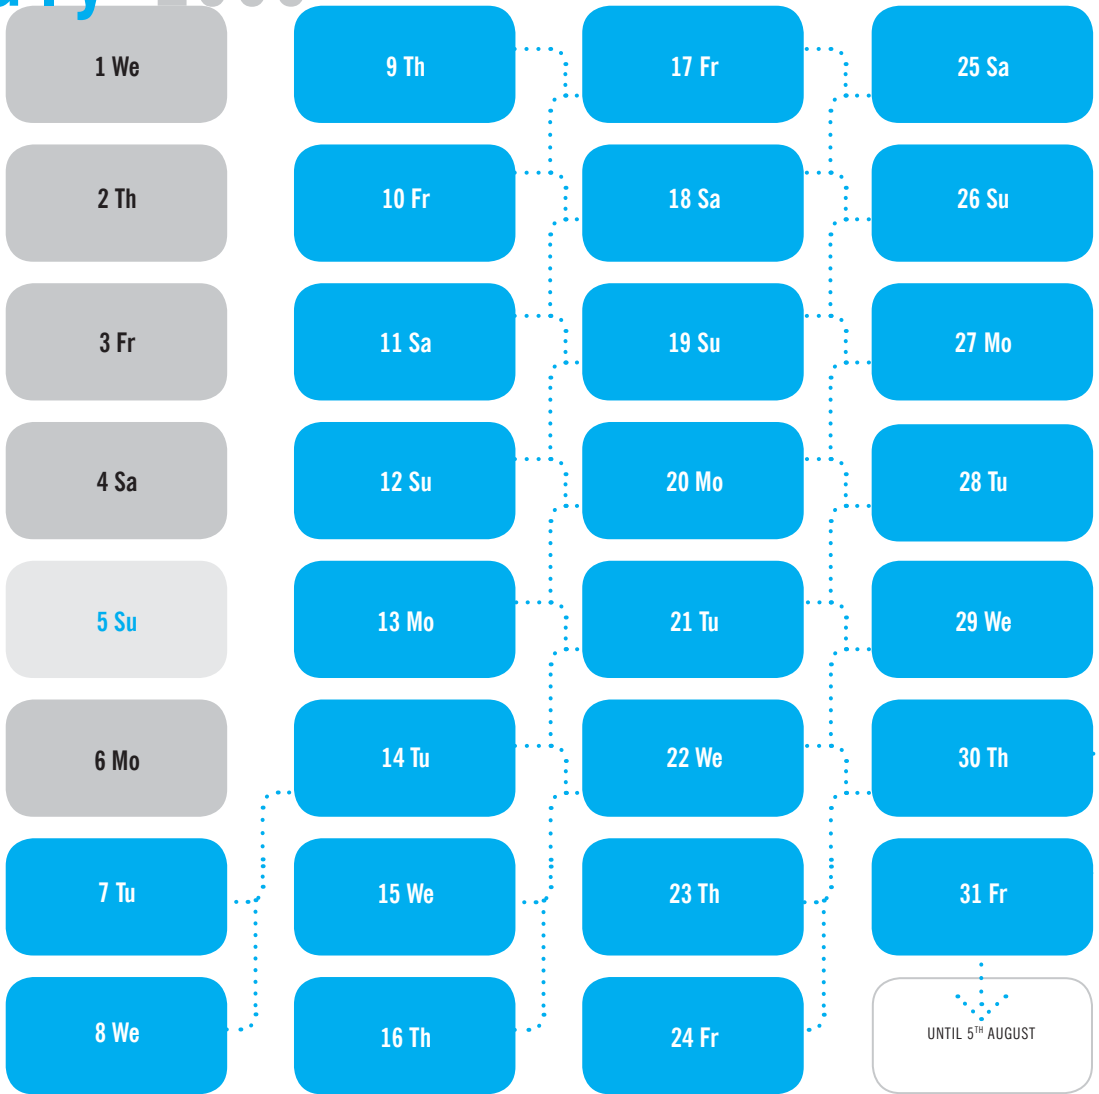 1 We
2 Th
3 Fr
4 Sa
5 Su
6 Mo
7 Tu
8 We
9 Th
10 Fr
11 Sa
12 Su
13 Mo
14 Tu
15 We
16 Th
17 Fr
18 Sa
19 Su
20 Mo
21 Tu
22 We
23 Th
24 Fr
25 Sa
26 Su
27 Mo
28 Tu
29 We
30 Th
31 Fr
UNTIL 5TH AUGUST